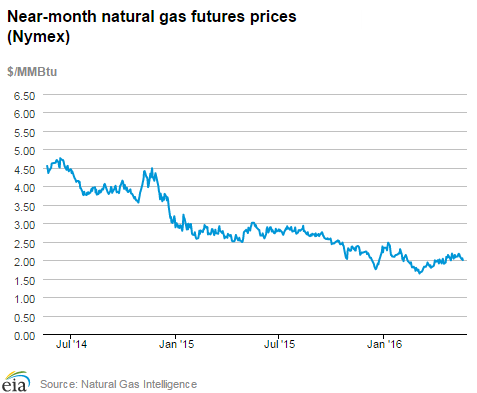 Near-month natural gas futures prices
(Nymex)
$/MMBtu
6.50
6.00
5.50
5.00
4.50
4.00
3.50
3.00
2.50
2.00
1.50
1.00
0.50
0.00
Jul '14 Jan '15 Jul '15 Jan '16
eia Source: Natural Gas Intelligence